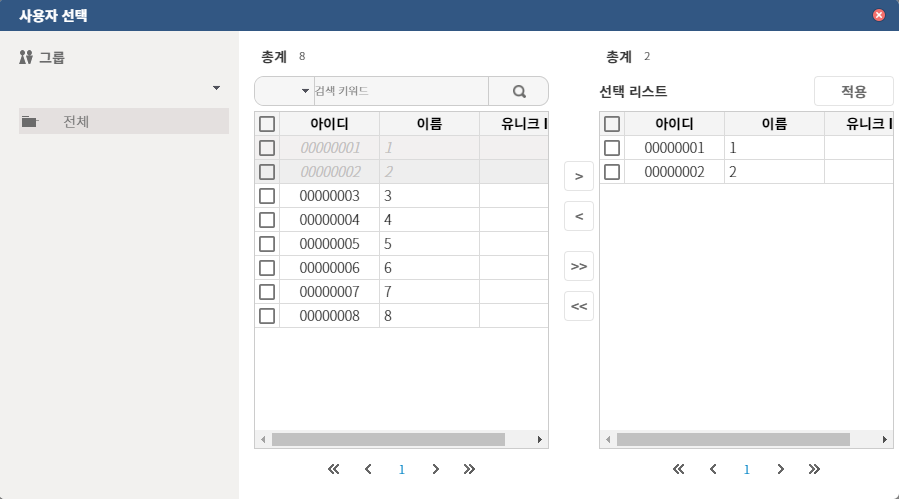 사용자 선택
그룹
전체
총계 8
검색 키워드
아이디 이름 유니크 I
00000001 1
00000002 2
00000003 3
00000004 4
00000005 5
00000006 6
00000007 7
00000008 8
1
>
<
>>
<<
총계 2
선택 리스트 적용
아이디 이름 유니크 I
00000001 1
00000002 2
1